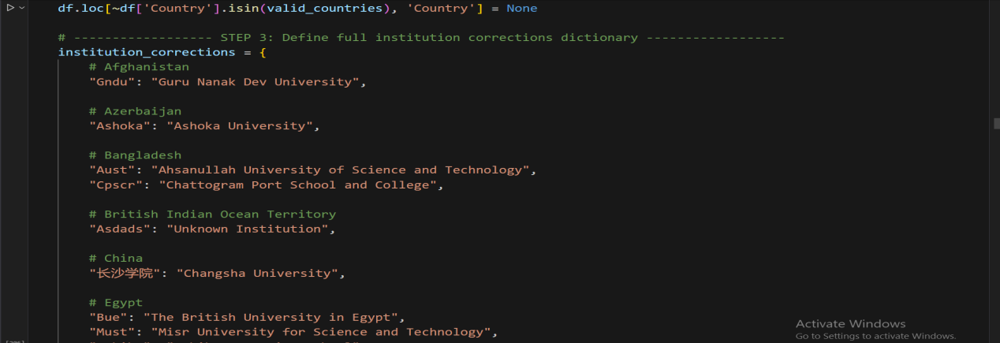 df.loc[~df['Country'].isin(valid_countries), 'Country'] = None
# ------------------ STEP 3: Define full institution corrections dictionary ------------------
institution_corrections = {
# Afghanistan
"Gndu": "Guru Nanak Dev University",
# Azerbaijan
"Ashoka": "Ashoka University",
# Bangladesh
"Aust": "Ahsanullah University of Science and Technology",
"Cpscr": "Chattogram Port School and College",
# British Indian Ocean Territory
"Asdads": "Unknown Institution",
# China
"长沙学院": "Changsha University",
# Egypt
"Bue": "The British University in Egypt",
"Must": "Misr University for Science and Technology",
Activate Windows
Go to Settings to activate Windows.